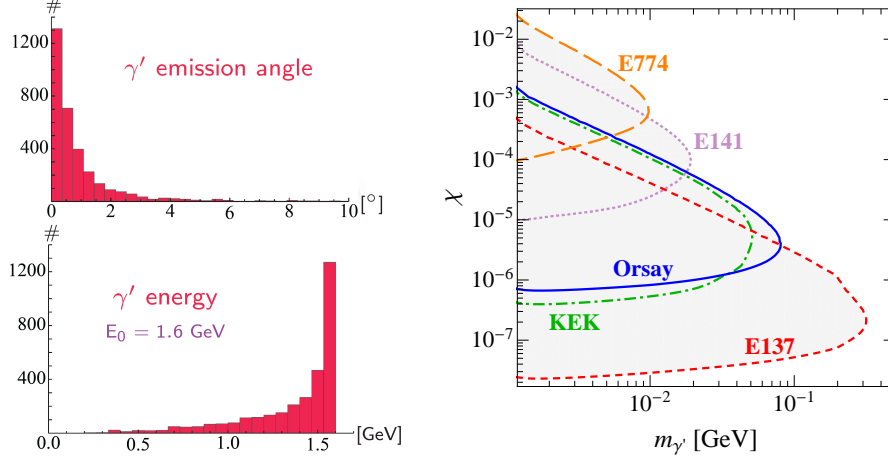 #
1200
800
400
γ′ emission angle
0
2
4
6
8
10
[°]
#
1200
800
400
γ′ energy
E₀ = 1.6 GeV
0.0
0.5
1.0
1.5
[GeV]
10⁻²
10⁻³
10⁻⁴
10⁻⁵
10⁻⁶
10⁻⁷
χ
E774
E141
Orsay
KEK
E137
10⁻²
10⁻¹
mγ′ [GeV]